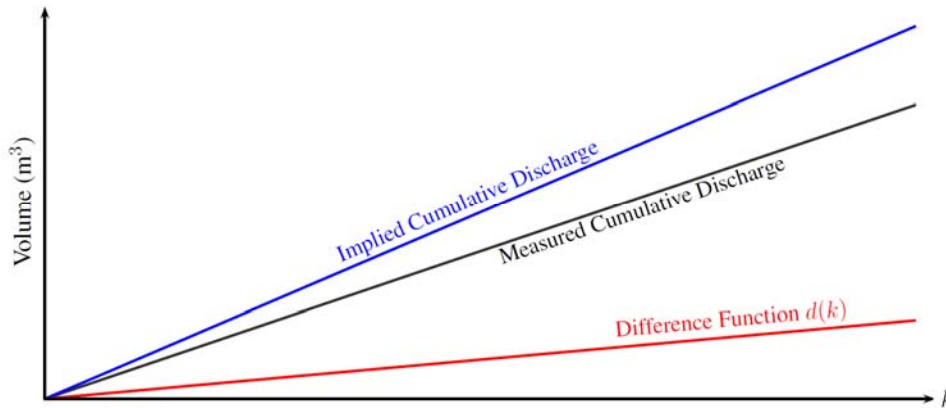 Volume (m³)
Implied Cumulative Discharge
Measured Cumulative Discharge
Difference Function d(k)
k